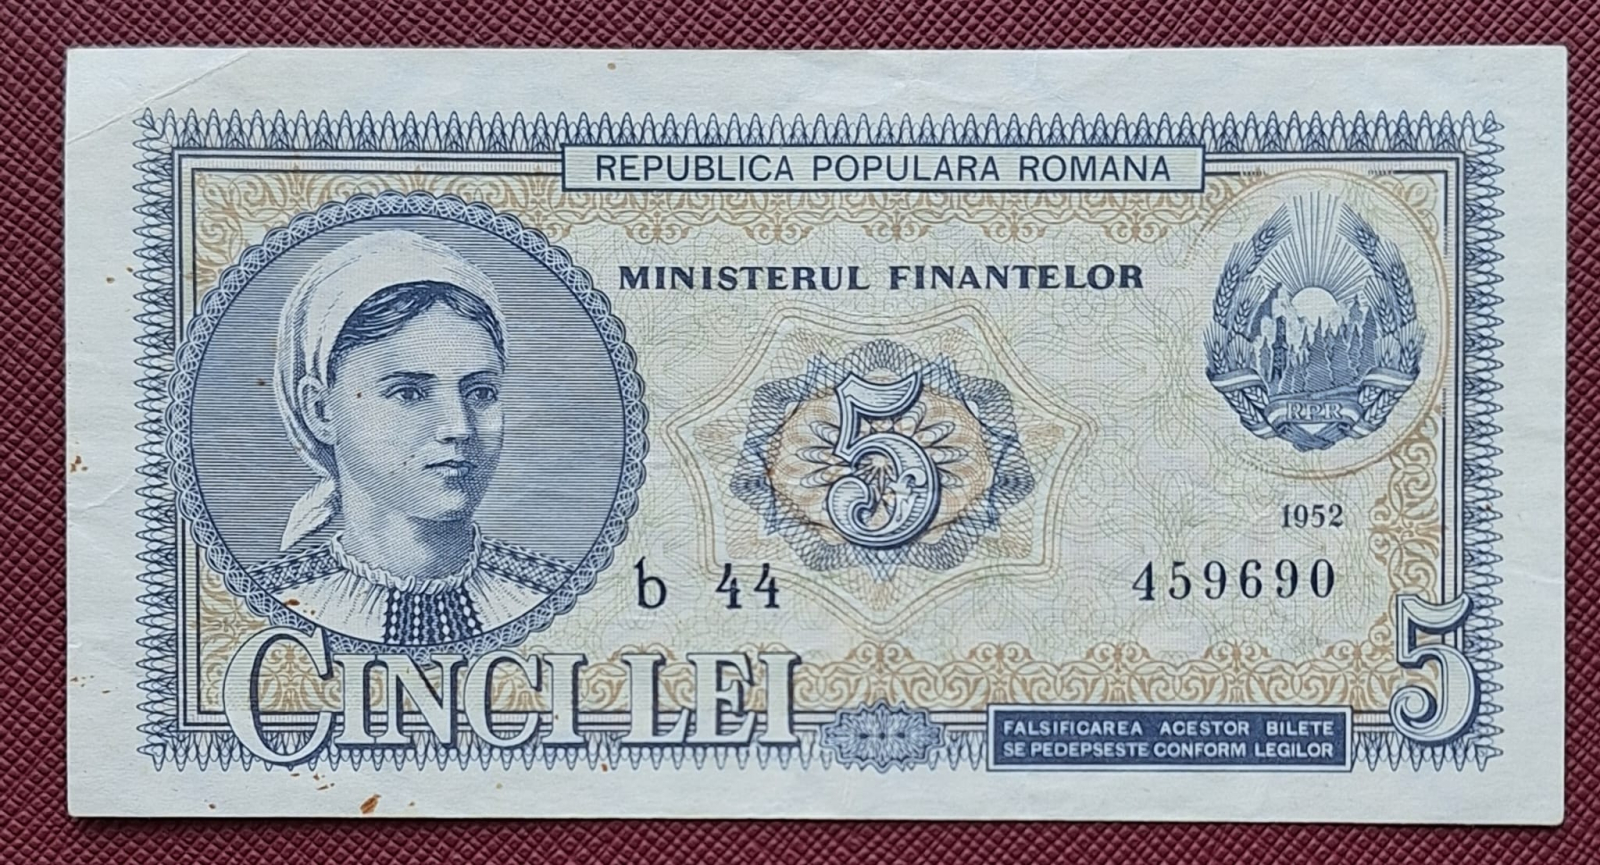 REPUBLICA POPULARA ROMANA
MINISTERUL FINANTELOR
5
RPR
1952
b 44
459690
CINCI LEI
5
FALSIFICAREA ACESTOR BILETE
SE PEDEPSESTE CONFORM LEGILOR